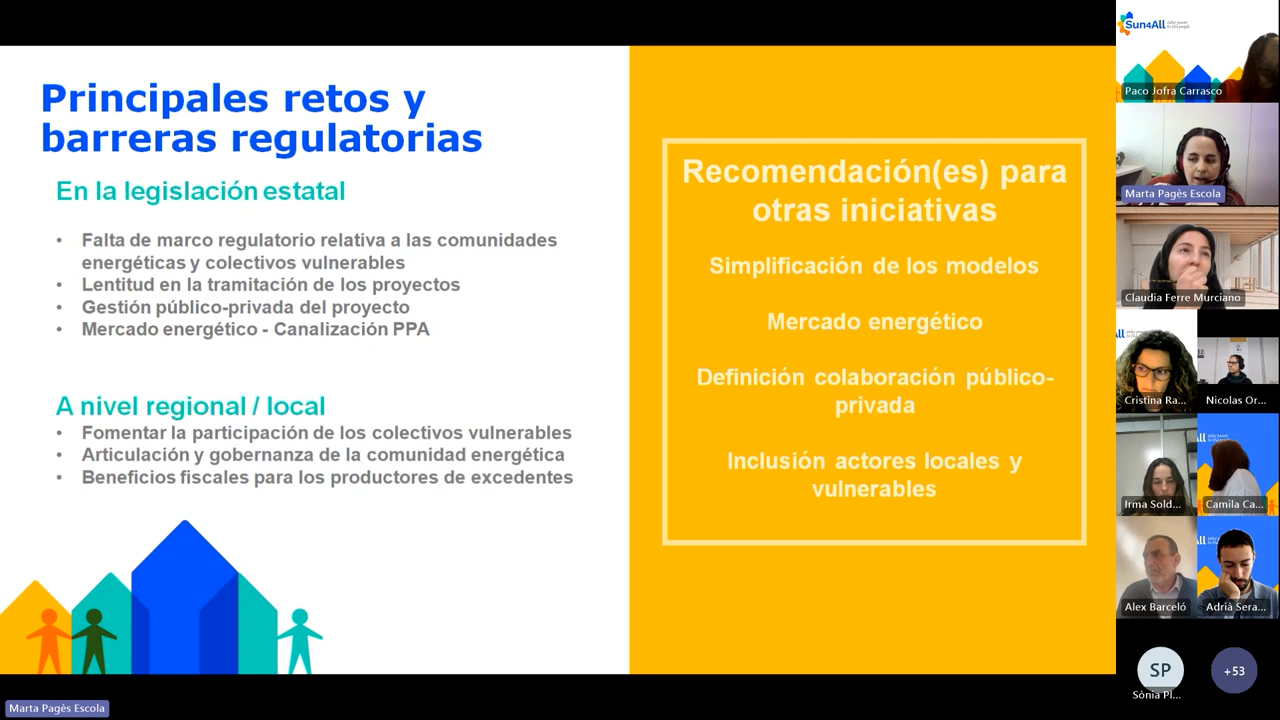 Principales retos y
barreras regulatorias
En la legislación estatal
• Falta de marco regulatorio relativa a las comunidades
energéticas y colectivos vulnerables
• Lentitud en la tramitación de los proyectos
• Gestión público-privada del proyecto
• Mercado energético - Canalización PPA
A nivel regional / local
• Fomentar la participación de los colectivos vulnerables
• Articulación y gobernanza de la comunidad energética
• Beneficios fiscales para los productores de excedentes
Recomendación(es) para
otras iniciativas
Simplificación de los modelos
Mercado energético
Definición colaboración público-
privada
Inclusión actores locales y
vulnerables
Sun4All
Paco Jofra Carrasco
Marta Pagès Escola
Claudia Ferre Murciano
Cristina Ra...
Nicolas Or...
Irma Sold...
Camila Ca...
Alex Barceló
Adrià Sera...
SP
Sònia Pl...
+53
Marta Pagès Escola